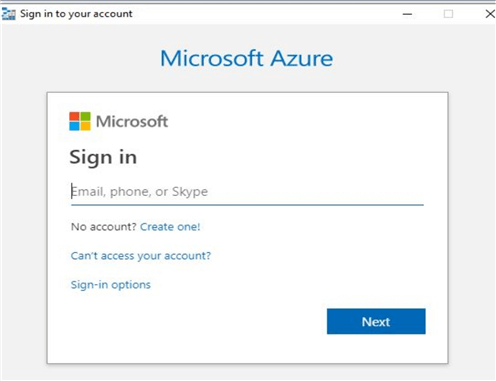 Sign in to your account
Microsoft Azure
Microsoft
Sign in
Email, phone, or Skype
No account? Create one!
Can't access your account?
Sign-in options
Next